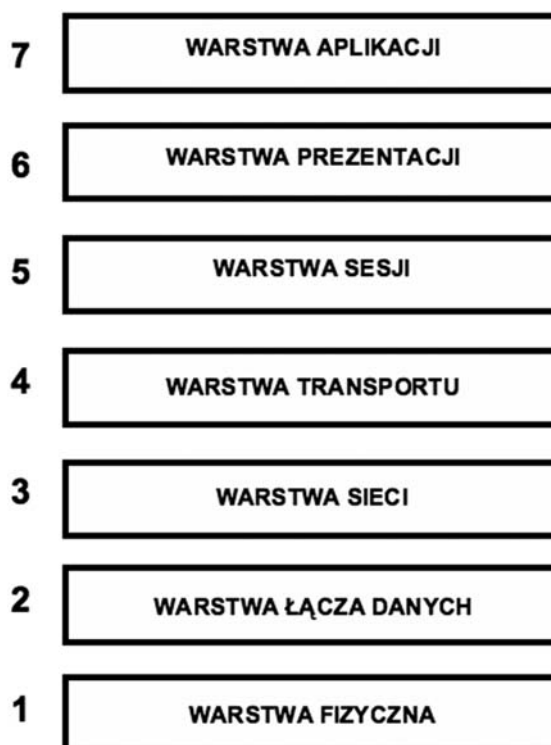 7 WARSTWA APLIKACJI
6 WARSTWA PREZENTACJI
5 WARSTWA SESJI
4 WARSTWA TRANSPORTU
3 WARSTWA SIECI
2 WARSTWA ŁĄCZA DANYCH
1 WARSTWA FIZYCZNA